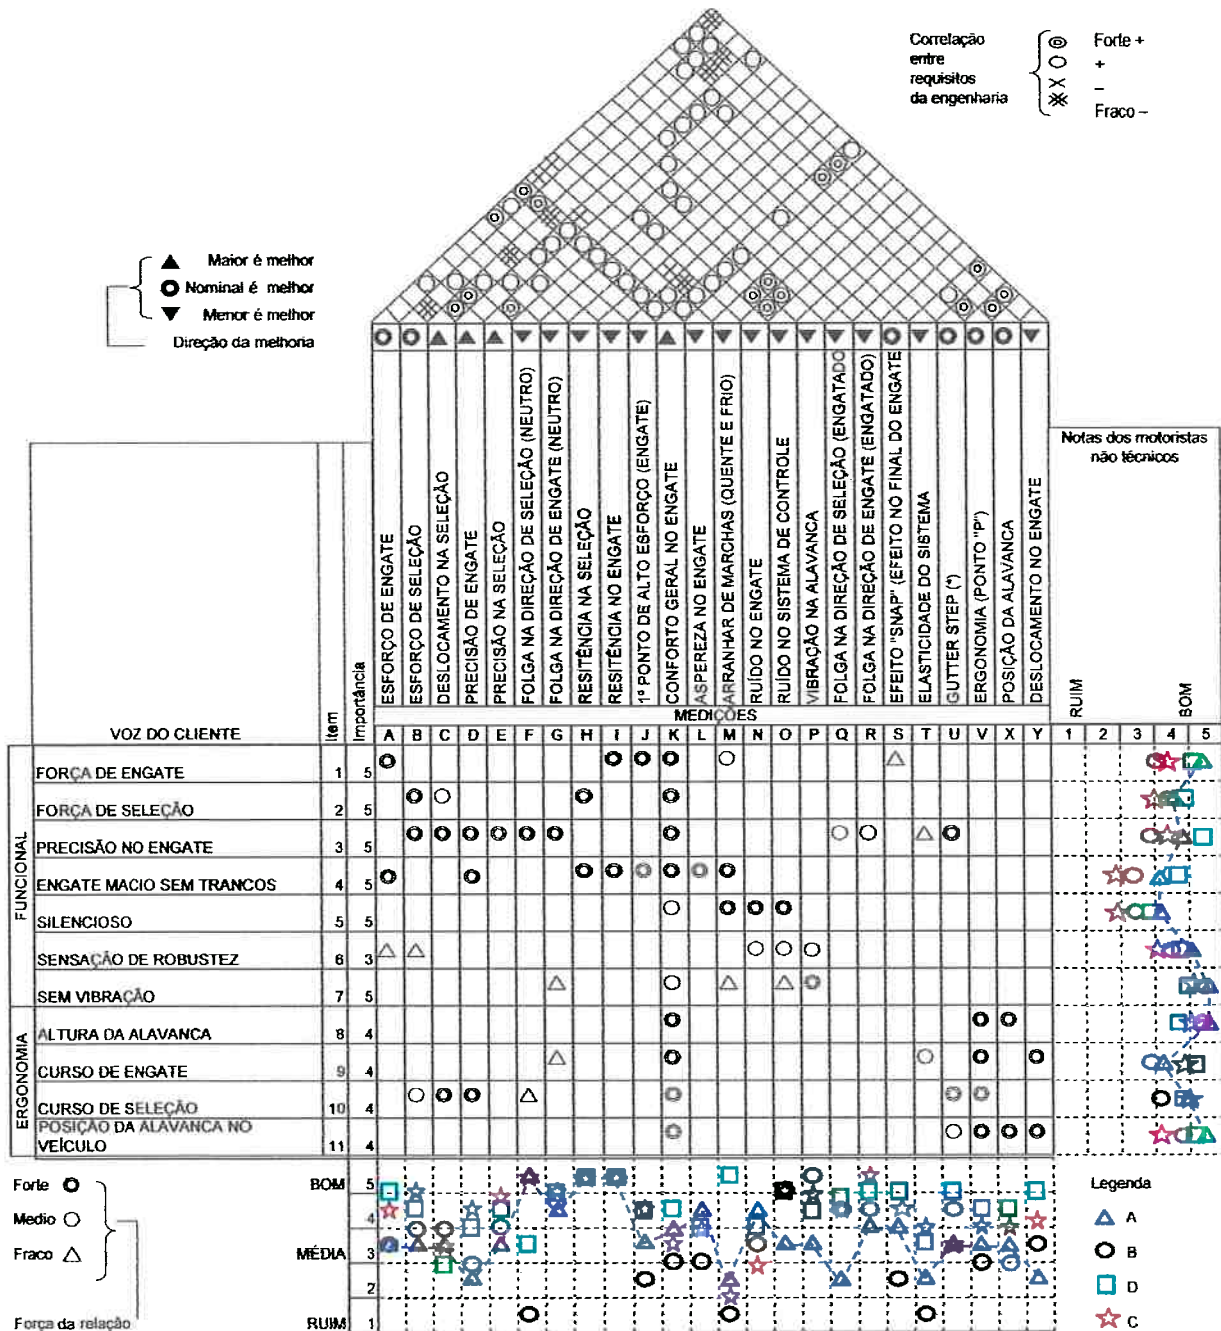 Correlação
entre
requisitos
da engenharia
Forte +
+
–
Fraco –
Maior é melhor
Nominal é melhor
Menor é melhor
Direção da melhoria
ESFORÇO DE ENGATE
ESFORÇO DE SELEÇÃO
DESLOCAMENTO NA SELEÇÃO
PRECISÃO DE ENGATE
PRECISÃO NA SELEÇÃO
FOLGA NA DIREÇÃO DE SELEÇÃO (NEUTRO)
FOLGA NA DIREÇÃO DE ENGATE (NEUTRO)
RESITÊNCIA NA SELEÇÃO
RESITÊNCIA NO ENGATE
1º PONTO DE ALTO ESFORÇO (ENGATE)
CONFORTO GERAL NO ENGATE
ASPEREZA NO ENGATE
ARRANHAR DE MARCHAS (QUENTE E FRIO)
RUÍDO NO ENGATE
RUÍDO NO SISTEMA DE CONTROLE
VIBRAÇÃO NA ALAVANCA
FOLGA NA DIREÇÃO DE SELEÇÃO (ENGATADO
FOLGA NA DIREÇÃO DE ENGATE (ENGATADO)
EFEITO "SNAP" (EFEITO NO FINAL DO ENGATE
ELASTICIDADE DO SISTEMA
GUTTER STEP (*)
ERGONOMIA (PONTO "P")
POSIÇÃO DA ALAVANCA
DESLOCAMENTO NO ENGATE
Notas dos motoristas
não técnicos
RUIM
BOM
MEDIÇÕES
VOZ DO CLIENTE
Item
Importância
A B C D E F G H I J K L M N O P Q R S T U V X Y
1 2 3 4 5
FUNCIONAL
FORÇA DE ENGATE 1 5
FORÇA DE SELEÇÃO 2 5
PRECISÃO NO ENGATE 3 5
ENGATE MACIO SEM TRANCOS 4 5
SILENCIOSO 5 5
SENSAÇÃO DE ROBUSTEZ 6 3
SEM VIBRAÇÃO 7 5
ERGONOMIA
ALTURA DA ALAVANCA 8 4
CURSO DE ENGATE 9 4
CURSO DE SELEÇÃO 10 4
POSIÇÃO DA ALAVANCA NO
VEÍCULO 11 4
Forte
Medio
Fraco
Força da relação
BOM 5
4
MÉDIA 3
2
RUIM 1
Legenda
A
B
D
C